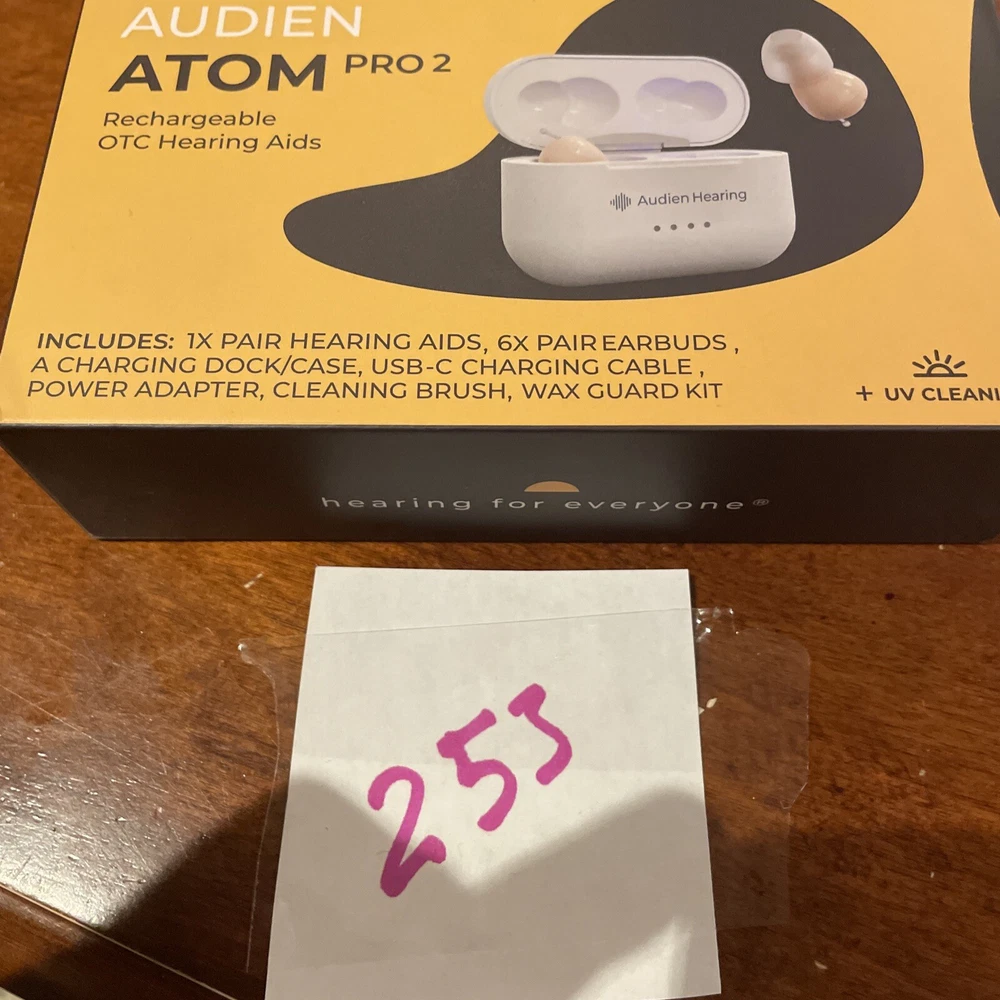 AUDIEN
ATOM PRO 2
Rechargeable
OTC Hearing Aids
Audien Hearing
INCLUDES: 1X PAIR HEARING AIDS, 6X PAIR EARBUDS ,
A CHARGING DOCK/CASE, USB-C CHARGING CABLE ,
POWER ADAPTER, CLEANING BRUSH, WAX GUARD KIT
+ UV CLEANI
hearing for everyone®
25J